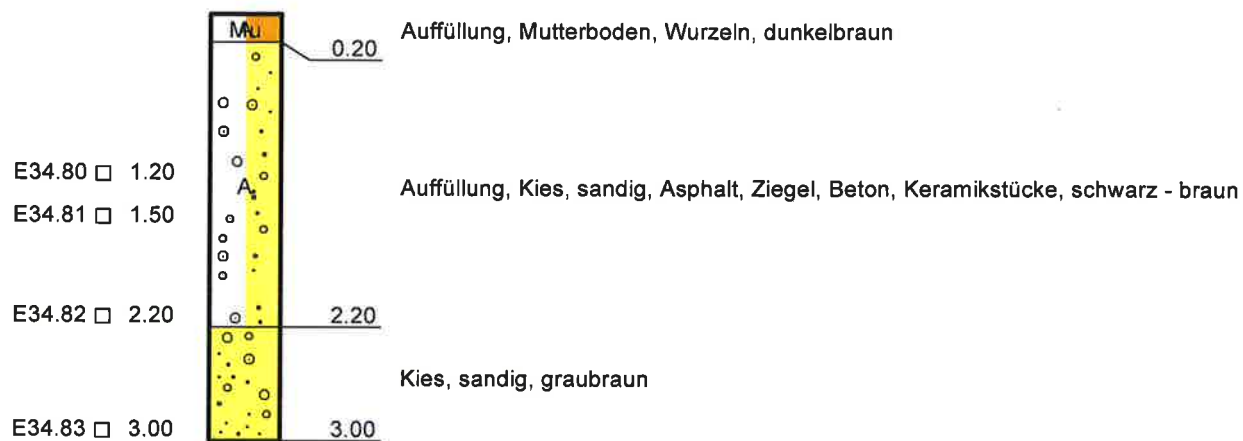 Mu A
0.20
Auffüllung, Mutterboden, Wurzeln, dunkelbraun
E34.80 □ 1.20
A
Auffüllung, Kies, sandig, Asphalt, Ziegel, Beton, Keramikstücke, schwarz - braun
E34.81 □ 1.50
E34.82 □ 2.20
2.20
Kies, sandig, graubraun
E34.83 □ 3.00
3.00